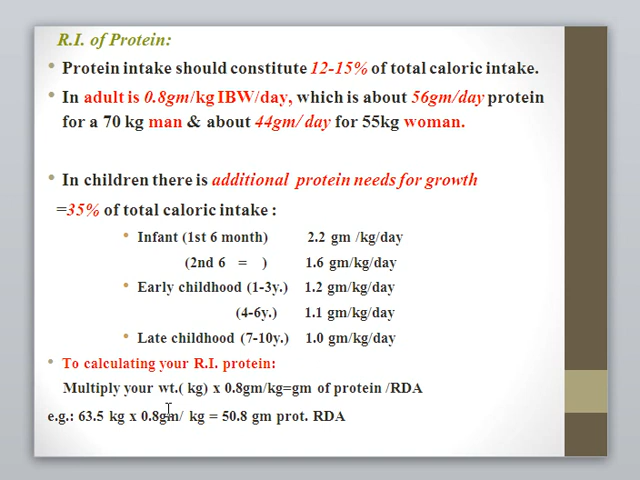 R.I. of Protein:
• Protein intake should constitute 12-15% of total caloric intake.
• In adult is 0.8gm/kg IBW/day, which is about 56gm/day protein
for a 70 kg man & about 44gm/day for 55kg woman.
• In children there is additional protein needs for growth
=35% of total caloric intake :
• Infant (1st 6 month) 2.2 gm /kg/day
(2nd 6 = ) 1.6 gm/kg/day
• Early childhood (1-3y.) 1.2 gm/kg/day
(4-6y.) 1.1 gm/kg/day
• Late childhood (7-10y.) 1.0 gm/kg/day
• To calculating your R.I. protein:
Multiply your wt.( kg) x 0.8gm/kg=gm of protein /RDA
e.g.: 63.5 kg x 0.8gm/ kg = 50.8 gm prot. RDA